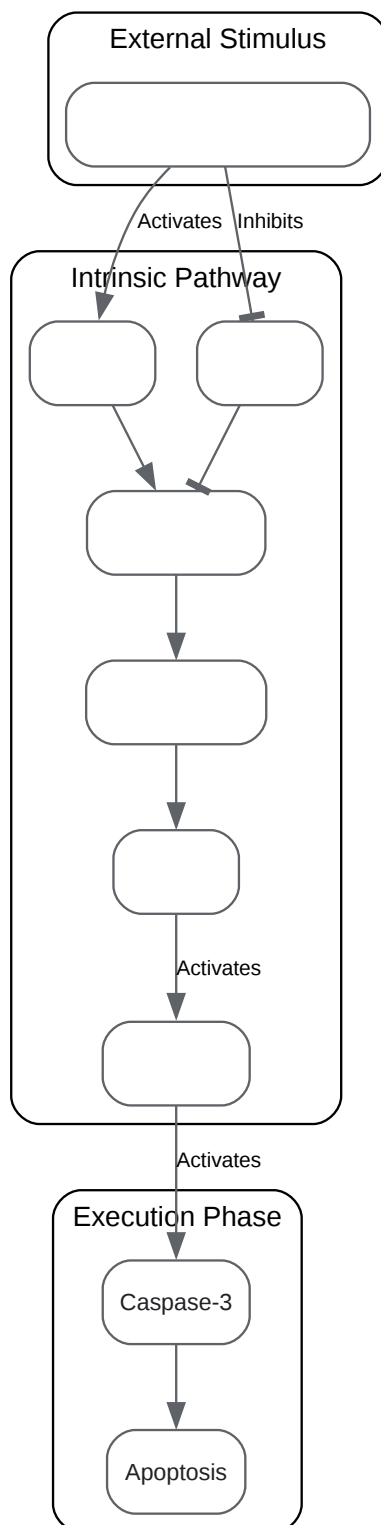 External Stimulus
Activates
Inhibits
Intrinsic Pathway
Activates
Activates
Execution Phase
Caspase-3
Apoptosis